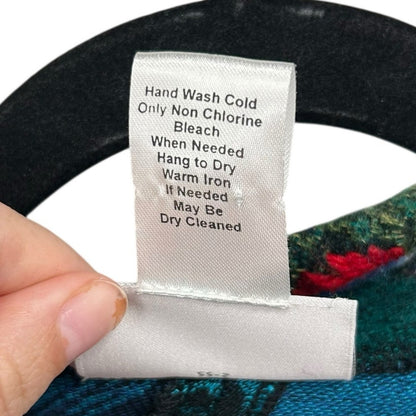 Hand Wash Cold
Only Non Chlorine
Bleach
When Needed
Hang to Dry
Warm Iron
If Needed
May Be
Dry Cleaned